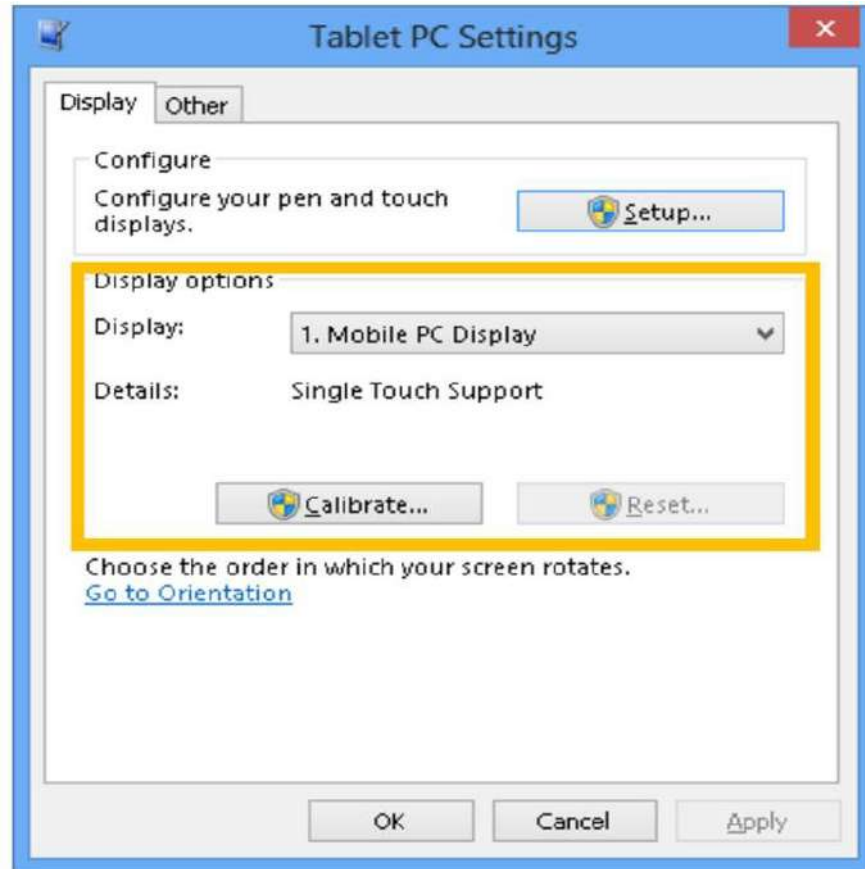 Tablet PC Settings
Display
Other
Configure
Configure your pen and touch
displays.
Setup...
Display options
Display:
1. Mobile PC Display
Details:
Single Touch Support
Calibrate...
Reset...
Choose the order in which your screen rotates.
Go to Orientation
OK
Cancel
Apply